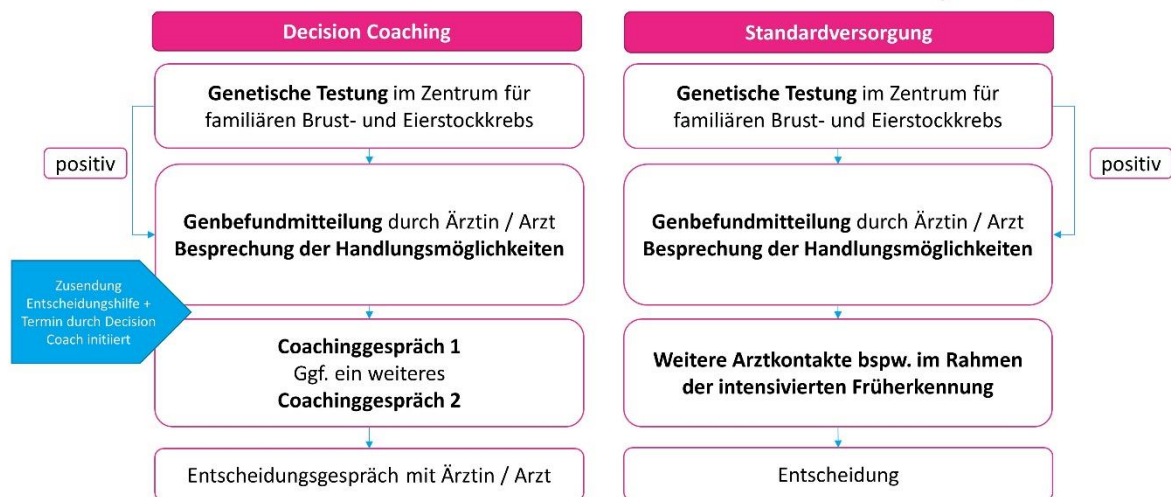 Decision Coaching
Genetische Testung im Zentrum für
familiären Brust- und Eierstockkrebs
positiv
Genbefundmitteilung durch Ärztin / Arzt
Besprechung der Handlungsmöglichkeiten
Zusendung
Entscheidungshilfe +
Termin durch Decision
Coach initiiert
Coachinggespräch 1
Ggf. ein weiteres
Coachinggespräch 2
Entscheidungsgespräch mit Ärztin / Arzt
Standardversorgung
Genetische Testung im Zentrum für
familiären Brust- und Eierstockkrebs
positiv
Genbefundmitteilung durch Ärztin / Arzt
Besprechung der Handlungsmöglichkeiten
Weitere Arztkontakte bspw. im Rahmen
der intensivierten Früherkennung
Entscheidung